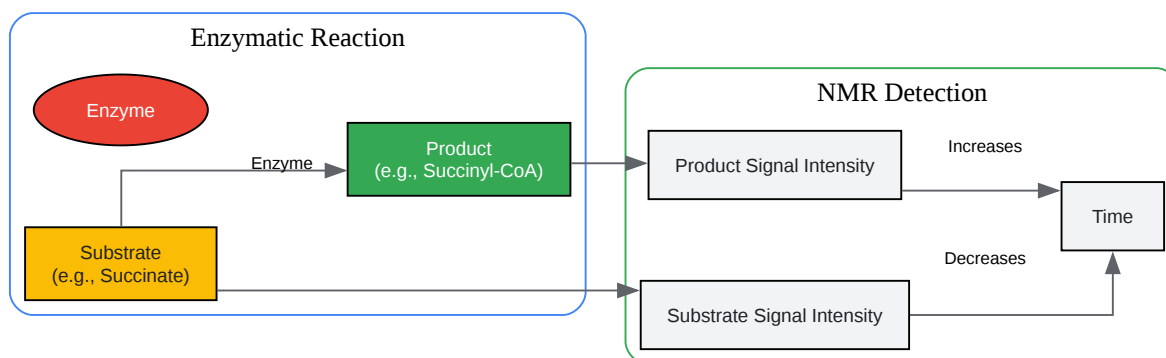 Enzymatic Reaction
Enzyme
Enzyme
Product
(e.g., Succinyl-CoA)
Substrate
(e.g., Succinate)
NMR Detection
Product Signal Intensity
Increases
Time
Decreases
Substrate Signal Intensity